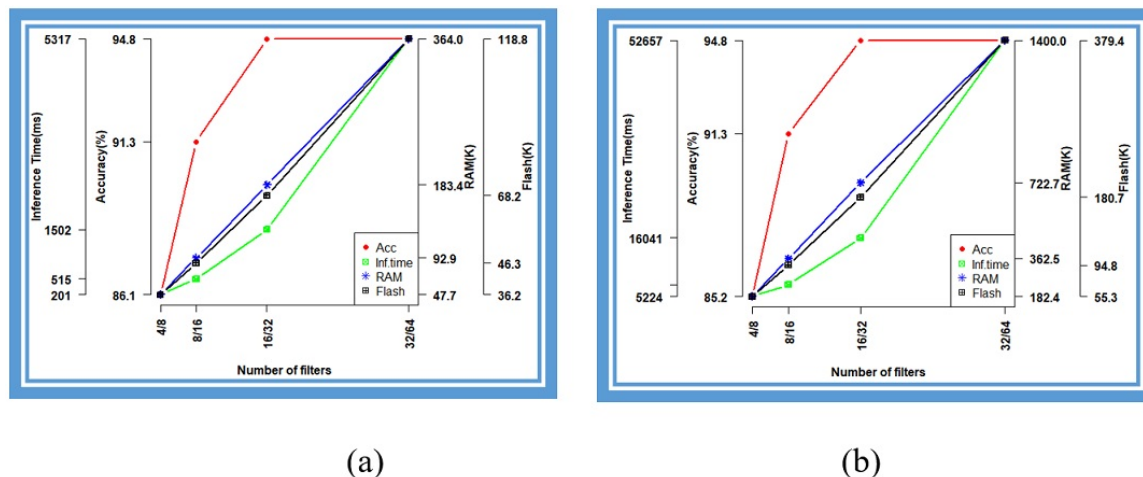 5317
1502
515
201
Inference Time(ms)
94.8
91.3
86.1
Accuracy(%)
364.0
183.4
92.9
47.7
RAM(K)
118.8
68.2
46.3
36.2
Flash(K)
Acc
Inf.time
RAM
Flash
4/8
8/16
16/32
32/64
Number of filters
(a)
52657
16041
5224
Inference Time(ms)
94.8
91.3
85.2
Accuracy(%)
1400.0
722.7
362.5
182.4
RAM(K)
379.4
180.7
94.8
55.3
Flash(K)
Acc
Inf.time
RAM
Flash
4/8
8/16
16/32
32/64
Number of filters
(b)